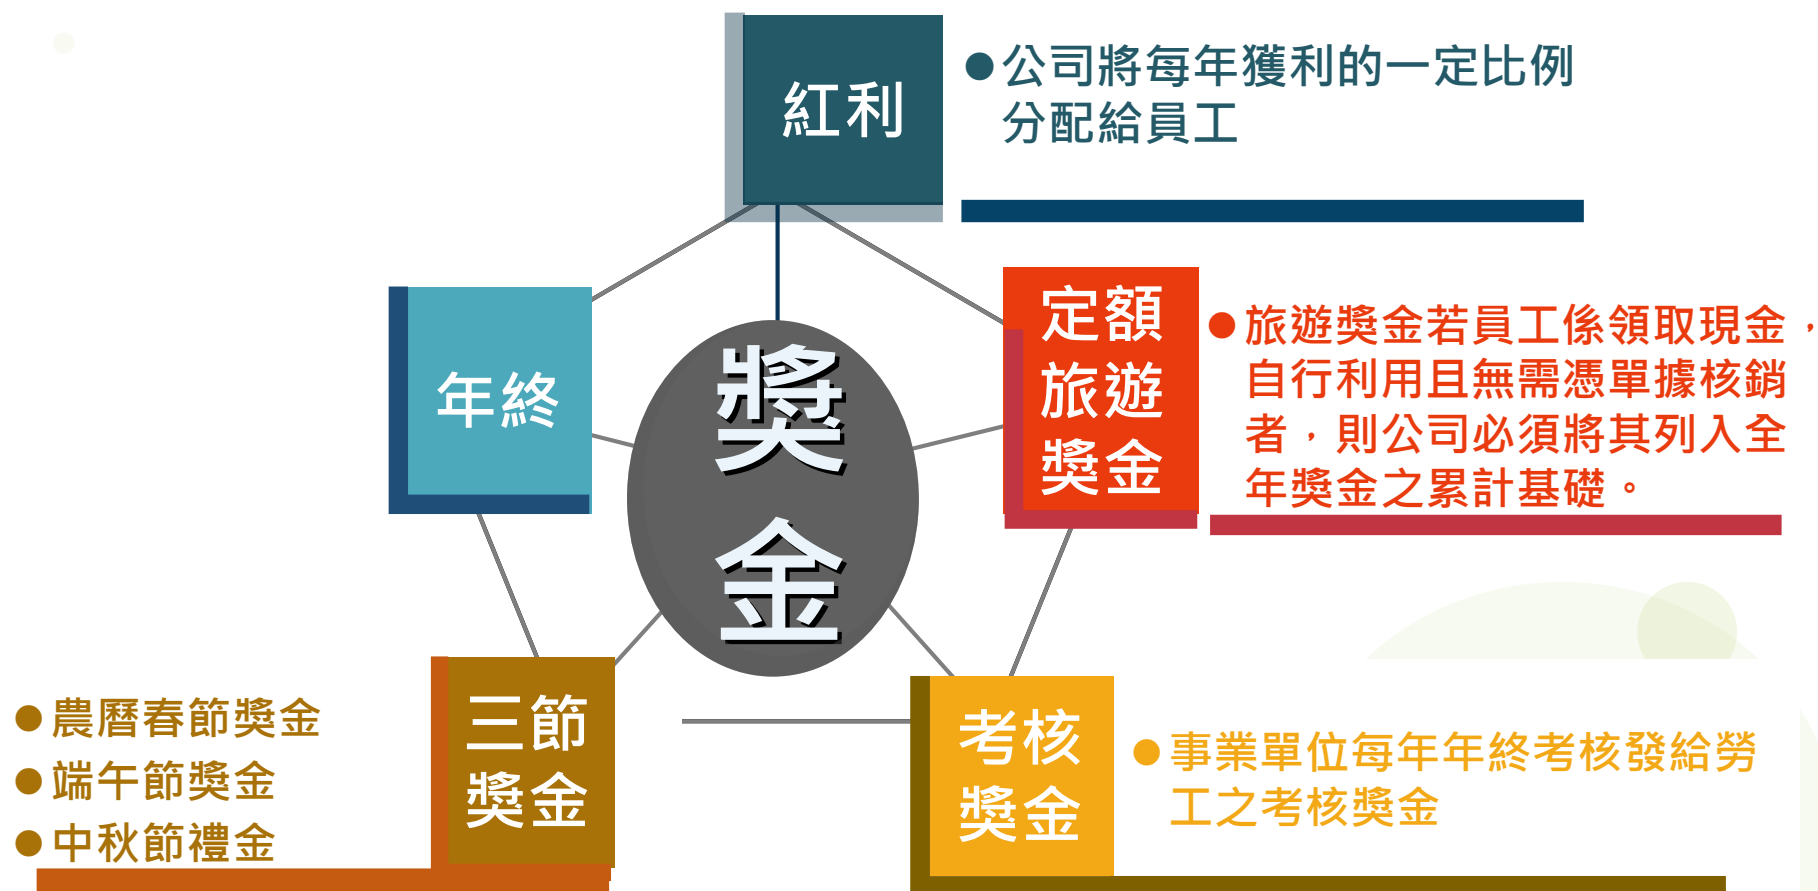 紅利
●公司將每年獲利的一定比例
分配給員工
定額
旅遊
獎金
●旅遊獎金若員工係領取現金，
自行利用且無需憑單據核銷
者，則公司必須將其列入全
年獎金之累計基礎。
年終
獎
金
三節
獎金
●農曆春節獎金
●端午節獎金
●中秋節禮金
考核
獎金
●事業單位每年年終考核發給勞
工之考核獎金